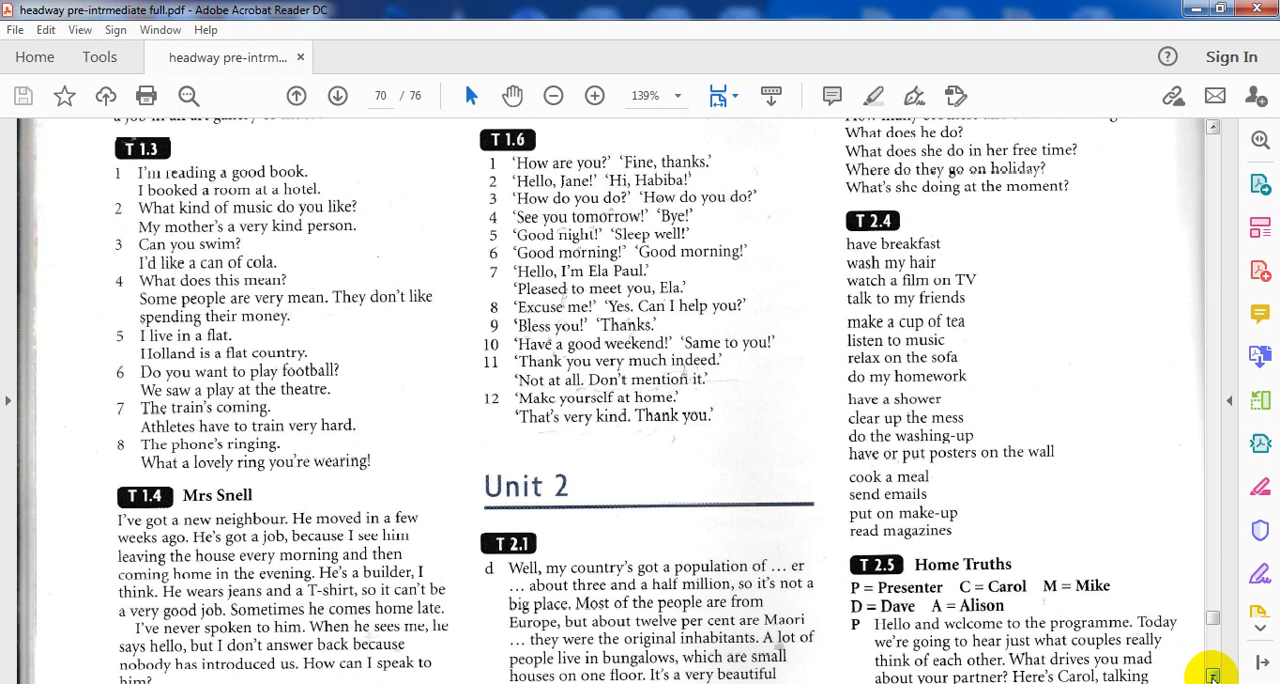 headway pre-intrmediate full.pdf - Adobe Acrobat Reader DC
File Edit View Sign Window Help
Home Tools headway pre-intrm... × ? Sign In
70 / 76 139%
T 1.3
1 I'm reading a good book.
I booked a room at a hotel.
2 What kind of music do you like?
My mother's a very kind person.
3 Can you swim?
I'd like a can of cola.
4 What does this mean?
Some people are very mean. They don't like
spending their money.
5 I live in a flat.
Holland is a flat country.
6 Do you want to play football?
We saw a play at the theatre.
7 The train's coming.
Athletes have to train very hard.
8 The phone's ringing.
What a lovely ring you're wearing!
T 1.4 Mrs Snell
I've got a new neighbour. He moved in a few
weeks ago. He's got a job, because I see him
leaving the house every morning and then
coming home in the evening. He's a builder, I
think. He wears jeans and a T-shirt, so it can't be
a very good job. Sometimes he comes home late.
I've never spoken to him. When he sees me, he
says hello, but I don't answer back because
nobody has introduced us. How can I speak to
him?
T 1.6
1 'How are you?' 'Fine, thanks.'
2 'Hello, Jane!' 'Hi, Habiba!'
3 'How do you do?' 'How do you do?'
4 'See you tomorrow!' 'Bye!'
5 'Good night!' 'Sleep well!'
6 'Good morning!' 'Good morning!'
7 'Hello, I'm Ela Paul.'
'Pleased to meet you, Ela.'
8 'Excuse me!' 'Yes. Can I help you?'
9 'Bless you!' 'Thanks.'
10 'Have a good weekend!' 'Same to you!'
11 'Thank you very much indeed.'
'Not at all. Don't mention it.'
12 'Make yourself at home.'
'That's very kind. Thank you.'
Unit 2
T 2.1
d Well, my country's got a population of … er
… about three and a half million, so it's not a
big place. Most of the people are from
Europe, but about twelve per cent are Maori
… they were the original inhabitants. A lot of
people live in bungalows, which are small
houses on one floor. It's a very beautiful
What does he do?
What does she do in her free time?
Where do they go on holiday?
What's she doing at the moment?
T 2.4
have breakfast
wash my hair
watch a film on TV
talk to my friends
make a cup of tea
listen to music
relax on the sofa
do my homework
have a shower
clear up the mess
do the washing-up
have or put posters on the wall
cook a meal
send emails
put on make-up
read magazines
T 2.5 Home Truths
P = Presenter C = Carol M = Mike
D = Dave A = Alison
P Hello and welcome to the programme. Today
we're going to hear just what couples really
think of each other. What drives you mad
about your partner? Here's Carol, talking